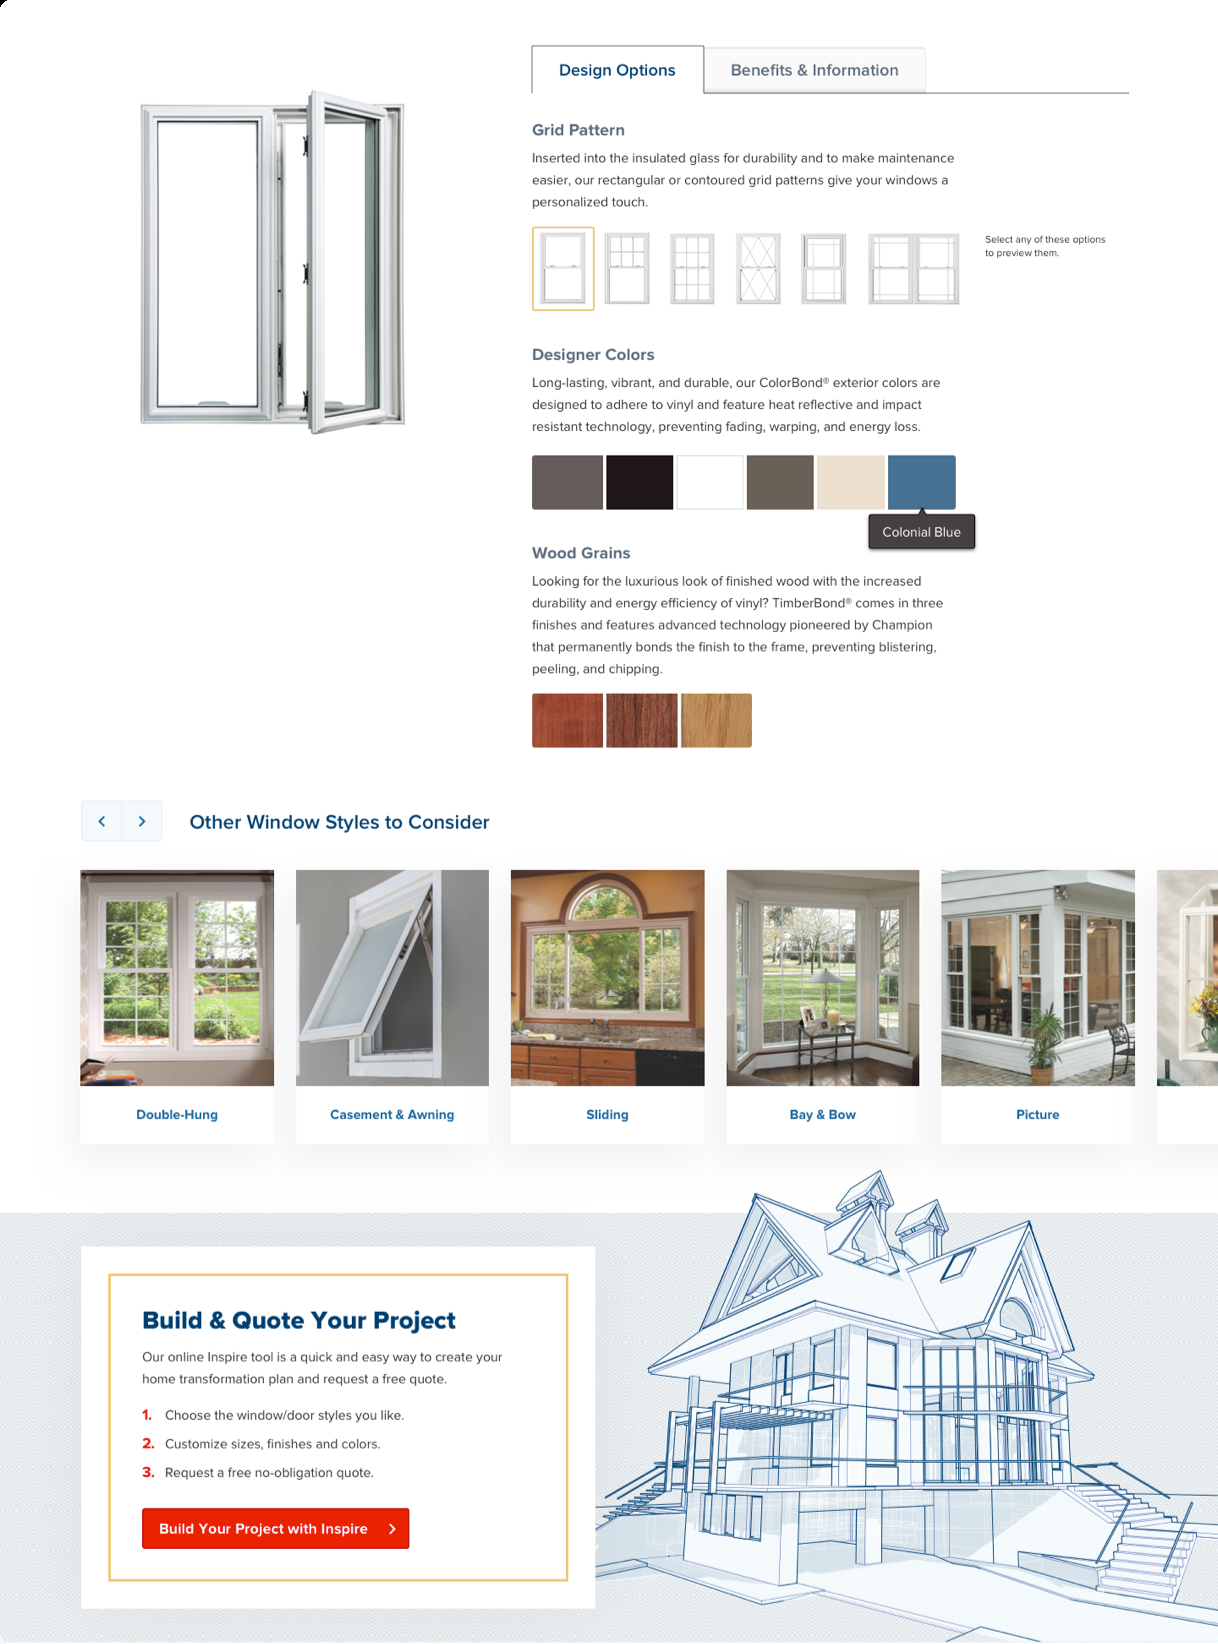 Design Options
Benefits & Information
Grid Pattern
Inserted into the insulated glass for durability and to make maintenance
easier, our rectangular or contoured grid patterns give your windows a
personalized touch.
Select any of these options
to preview them.
Designer Colors
Long-lasting, vibrant, and durable, our ColorBond® exterior colors are
designed to adhere to vinyl and feature heat reflective and impact
resistant technology, preventing fading, warping, and energy loss.
Colonial Blue
Wood Grains
Looking for the luxurious look of finished wood with the increased
durability and energy efficiency of vinyl? TimberBond® comes in three
finishes and features advanced technology pioneered by Champion
that permanently bonds the finish to the frame, preventing blistering,
peeling, and chipping.
Other Window Styles to Consider
Double-Hung
Casement & Awning
Sliding
Bay & Bow
Picture
Build & Quote Your Project
Our online Inspire tool is a quick and easy way to create your
home transformation plan and request a free quote.
1. Choose the window/door styles you like.
2. Customize sizes, finishes and colors.
3. Request a free no-obligation quote.
Build Your Project with Inspire